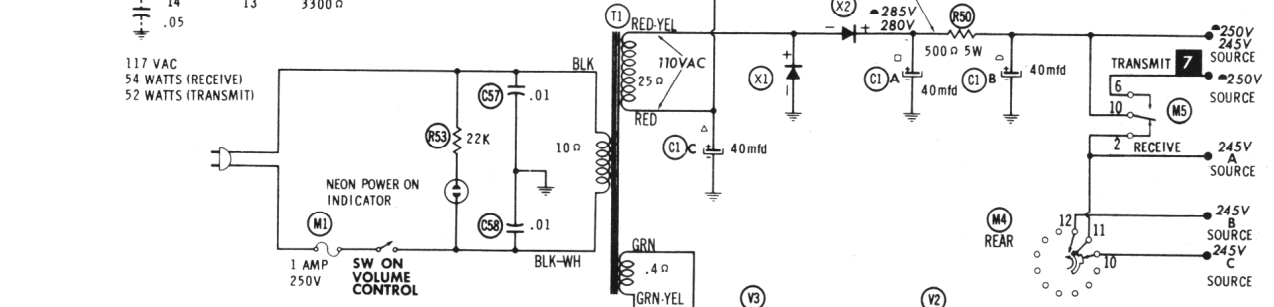 14
13
3300Ω
.05
117 VAC
54 WATTS (RECEIVE)
52 WATTS (TRANSMIT)
BLK
C57
.01
R53
22K
10Ω
NEON POWER ON
INDICATOR
M1
C58
.01
1 AMP
250V
SW ON
VOLUME
CONTROL
BLK-WH
T1
RED-YEL
110VAC
25Ω
RED
C1 C
40mfd
GRN
.4Ω
GRN-YEL
X1
X2
285V
280V
R50
500Ω 5W
C1 A
40mfd
C1 B
40mfd
V3
V2
250V
245V
SOURCE
TRANSMIT
7
250V
SOURCE
6
10
M5
2
RECEIVE
245V
A
SOURCE
M4
REAR
12
11
10
245V
B
SOURCE
245V
C
SOURCE